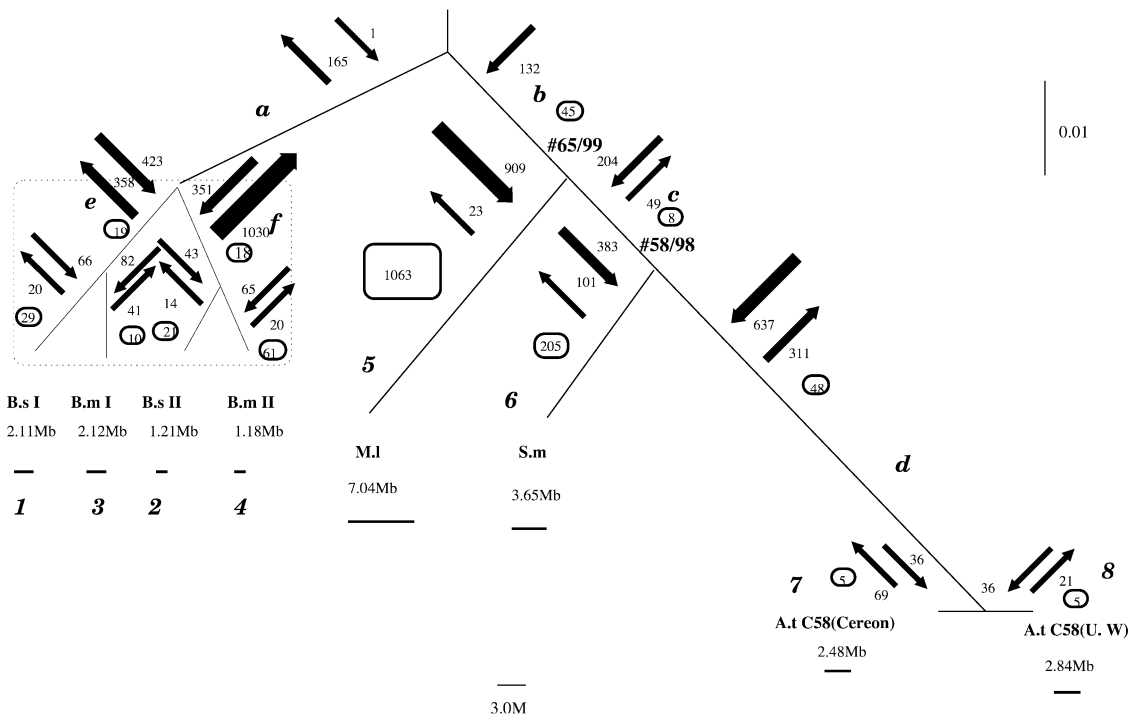 1
165
132
a
b
45
#65/99
0.01
423
358
351
909
204
49
c
8
#58/98
e
19
f
1030
18
23
383
101
66
20
29
82
43
41
14
10
21
65
20
61
1063
205
637
311
48
5
6
B.s I
B.m I
B.s II
B.m II
2.11Mb
2.12Mb
1.21Mb
1.18Mb
1
3
2
4
M.l
7.04Mb
S.m
3.65Mb
d
7
5
36
69
36
21
5
8
A.t C58(Cereon)
2.48Mb
A.t C58(U. W)
2.84Mb
3.0M